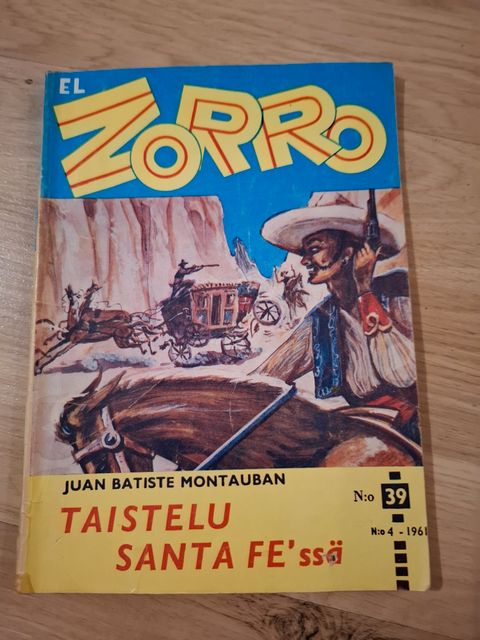 EL
ZORRO
JUAN BATISTE MONTAUBAN
N:o 39
TAISTELU
N:o 4 - 1961
SANTA FE'ssä